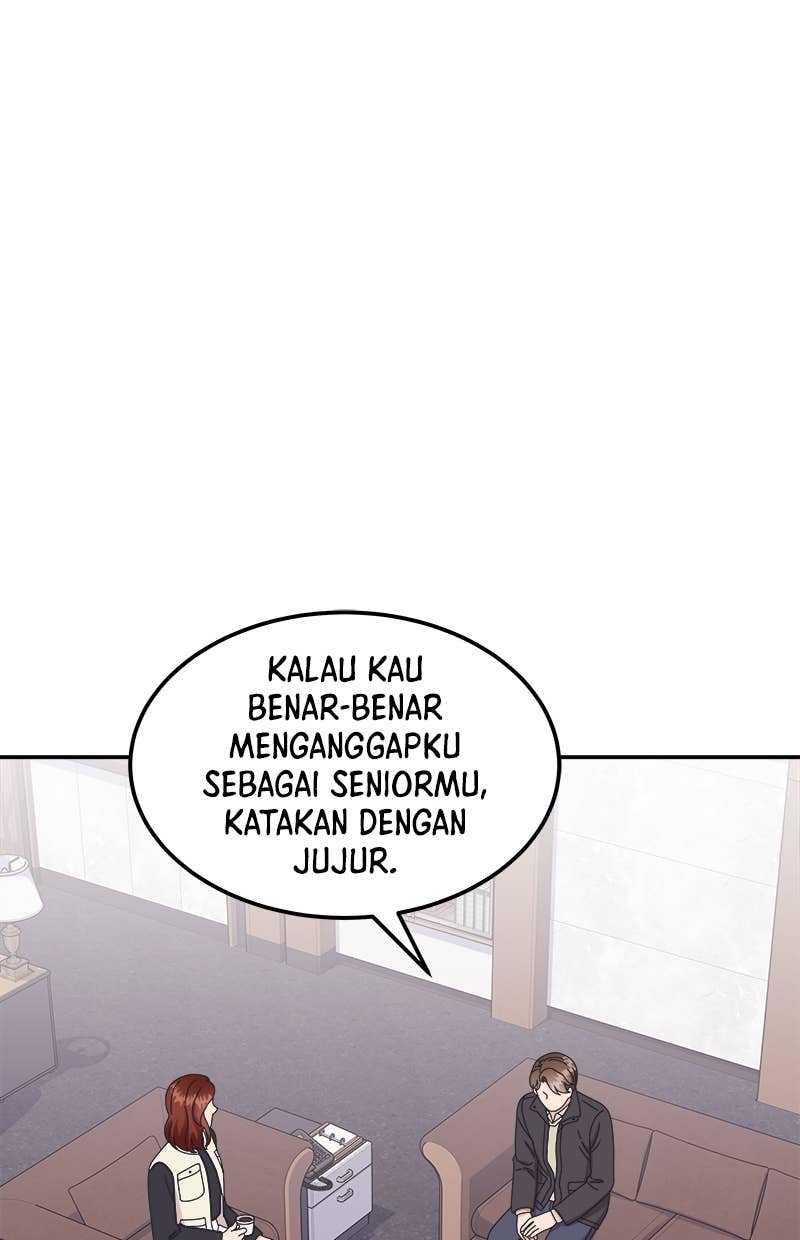 KALAU KAU
BENAR-BENAR
MENGANGGAPKU
SEBAGAI SENIORMU,
KATAKAN DENGAN
JUJUR.